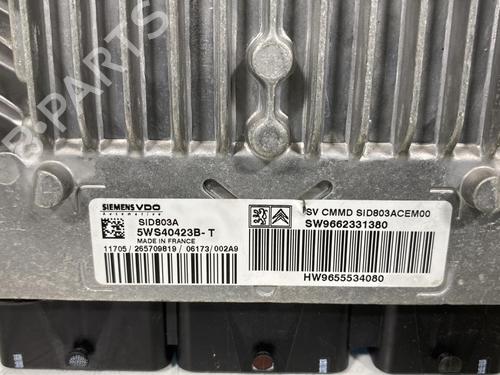 B-PARTS
SIEMENS VDO
Automotive
SID803A
5WS40423B- T
MADE IN FRANCE
11705 / 265709819 / 06173/ 002A9
SV CMMD SID803ACEM00
SW9662331380
HW9655534080